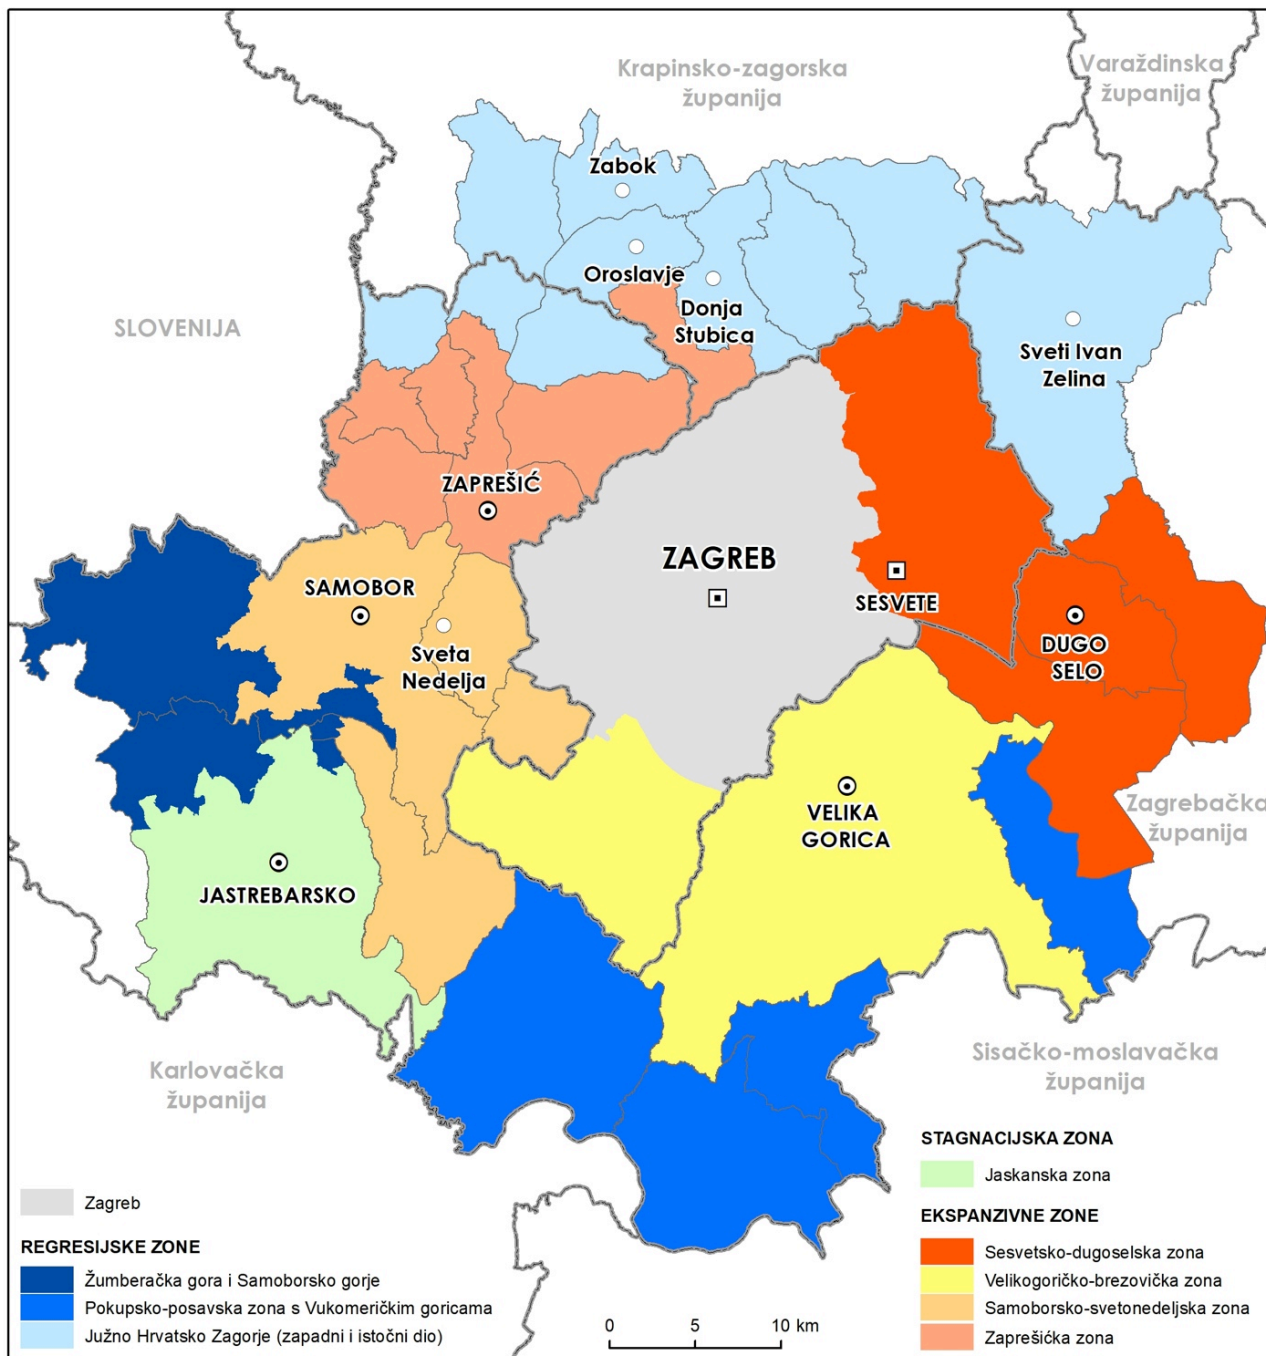 Krapinsko-zagorska
županija
Varaždinska
županija
Zabok
Oroslavje
Donja
Stubica
SLOVENIJA
Sveti Ivan
Zelina
ZAPREŠIĆ
ZAGREB
SAMOBOR
SESVETE
Sveta
Nedelja
DUGO
SELO
VELIKA
GORICA
Zagrebačka
županija
JASTREBARSKO
Karlovačka
županija
Sisačko-moslavačka
županija
Zagreb
REGRESIJSKE ZONE
Žumberačka gora i Samoborsko gorje
Pokupsko-posavska zona s Vukomeričkim goricama
Južno Hrvatsko Zagorje (zapadni i istočni dio)
0 5 10 km
STAGNACIJSKA ZONA
Jaskanska zona
EKSPANZIVNE ZONE
Sesvetsko-dugoselska zona
Velikogoričko-brezovička zona
Samoborsko-svetonedeljska zona
Zaprešićka zona